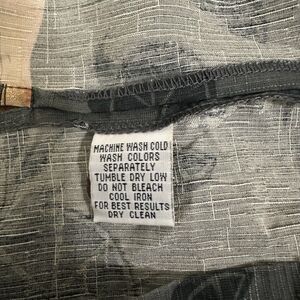 MACHINE WASH COLD
WASH COLORS
SEPARATELY
TUMBLE DRY LOW
DO NOT BLEACH
COOL IRON
FOR BEST RESULTS
DRY CLEAN